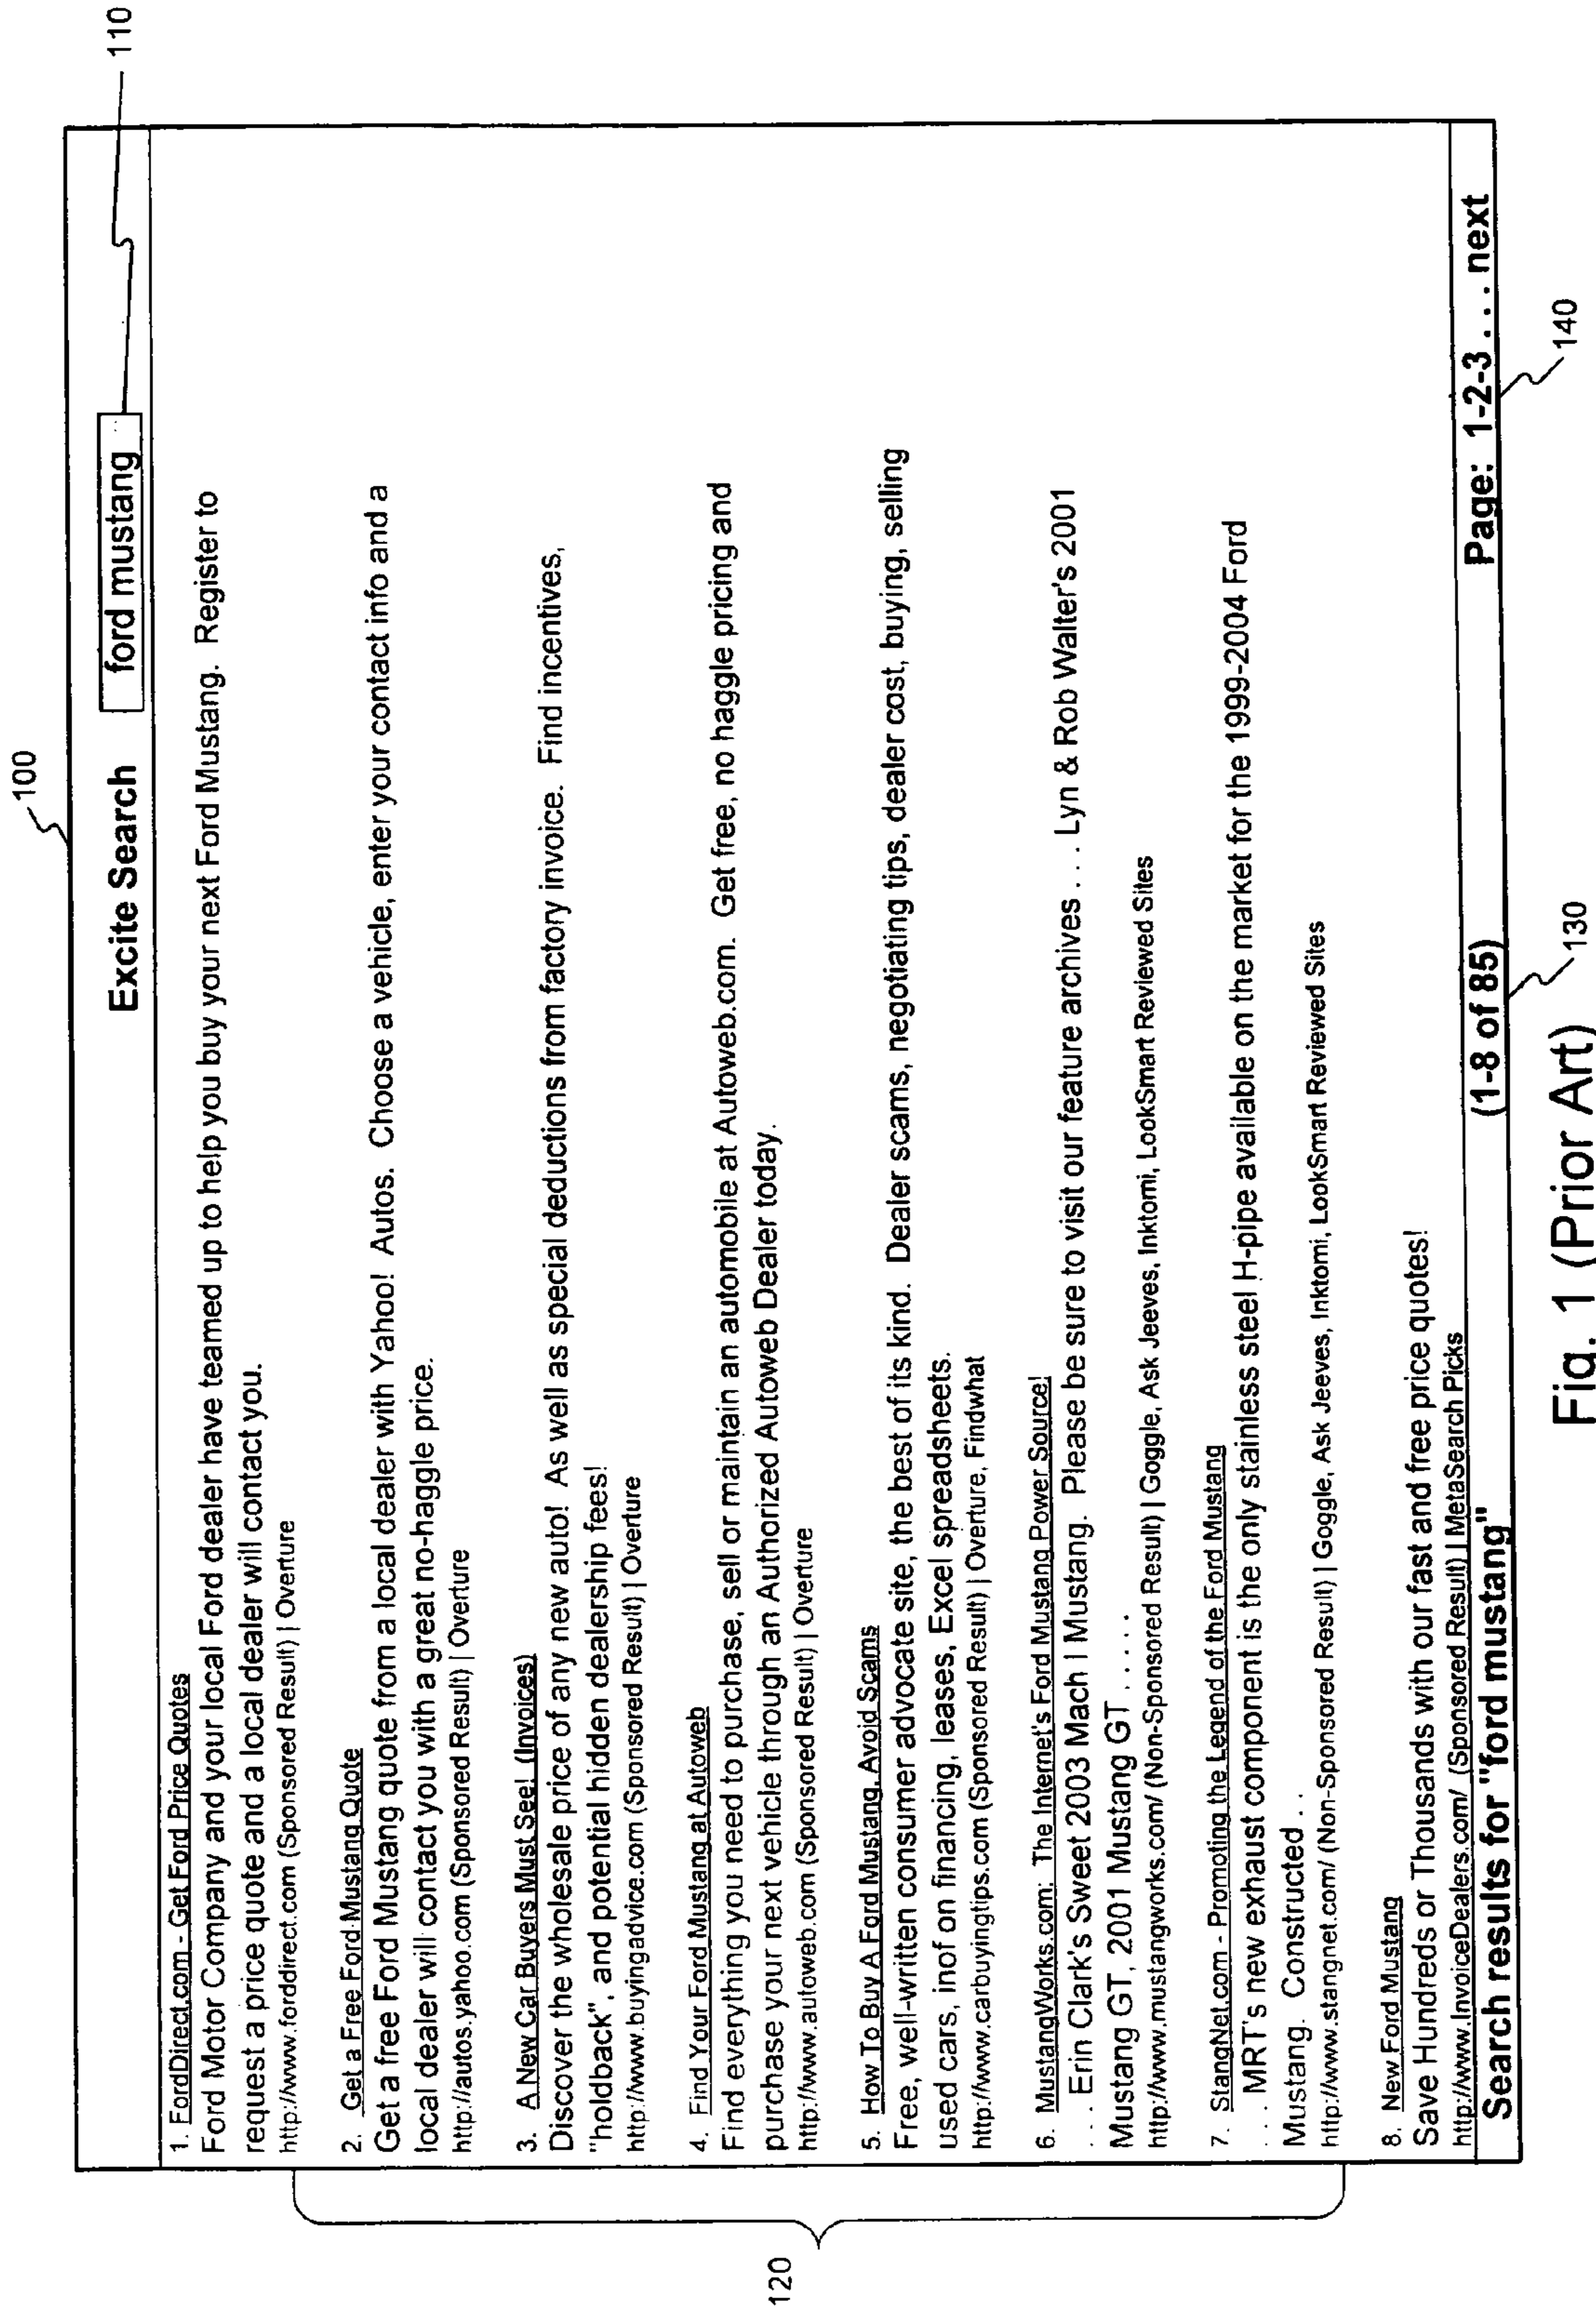 100
110
Excite Search ford mustang
1. FordDirect.com - Get Ford Price Quotes
Ford Motor Company and your local Ford dealer have teamed up to help you buy your next Ford Mustang. Register to
request a price quote and a local dealer will contact you.
http://www.forddirect.com (Sponsored Result) | Overture
2. Get a Free Ford Mustang Quote
Get a free Ford Mustang quote from a local dealer with Yahoo! Autos. Choose a vehicle, enter your contact info and a
local dealer will contact you with a great no-haggle price.
http://autos.yahoo.com (Sponsored Result) | Overture
3. A New Car Buyers Must See! (Invoices)
Discover the wholesale price of any new auto! As well as special deductions from factory invoice. Find incentives,
"holdback", and potential hidden dealership fees!
http://www.buyingadvice.com (Sponsored Result) | Overture
4. Find Your Ford Mustang at Autoweb
Find everything you need to purchase, sell or maintain an automobile at Autoweb.com. Get free, no haggle pricing and
purchase your next vehicle through an Authorized Autoweb Dealer today.
http://www.autoweb.com (Sponsored Result) | Overture
5. How To Buy A Ford Mustang, Avoid Scams
Free, well-written consumer advocate site, the best of its kind. Dealer scams, negotiating tips, dealer cost, buying, selling
used cars, inof on financing, leases, Excel spreadsheets.
http://www.carbuyingtips.com (Sponsored Result) | Overture, Findwhat
6. MustangWorks.com: The Internet's Ford Mustang Power Source!
. . . Erin Clark's Sweet 2003 Mach I Mustang. Please be sure to visit our feature archives . . . Lyn & Rob Walter's 2001
Mustang GT, 2001 Mustang GT . . . . .
http://www.mustangworks.com/ (Non-Sponsored Result) | Goggle, Ask Jeeves, Inktomi, LookSmart Reviewed Sites
7. StangNet.com - Promoting the Legend of the Ford Mustang
. . . MRT's new exhaust component is the only stainless steel H-pipe available on the market for the 1999-2004 Ford
Mustang. Constructed . .
http://www.stangnet.com/ (Non-Sponsored Result) | Goggle, Ask Jeeves, Inktomi, LookSmart Reviewed Sites
8. New Ford Mustang
Save Hundreds or Thousands with our fast and free price quotes!
http://www.InvoiceDealers.com/ (Sponsored Result) | MetaSearch Picks
Search results for "ford mustang" (1-8 of 85) Page: 1-2-3 . . . next
120
130
140
Fig. 1 (Prior Art)